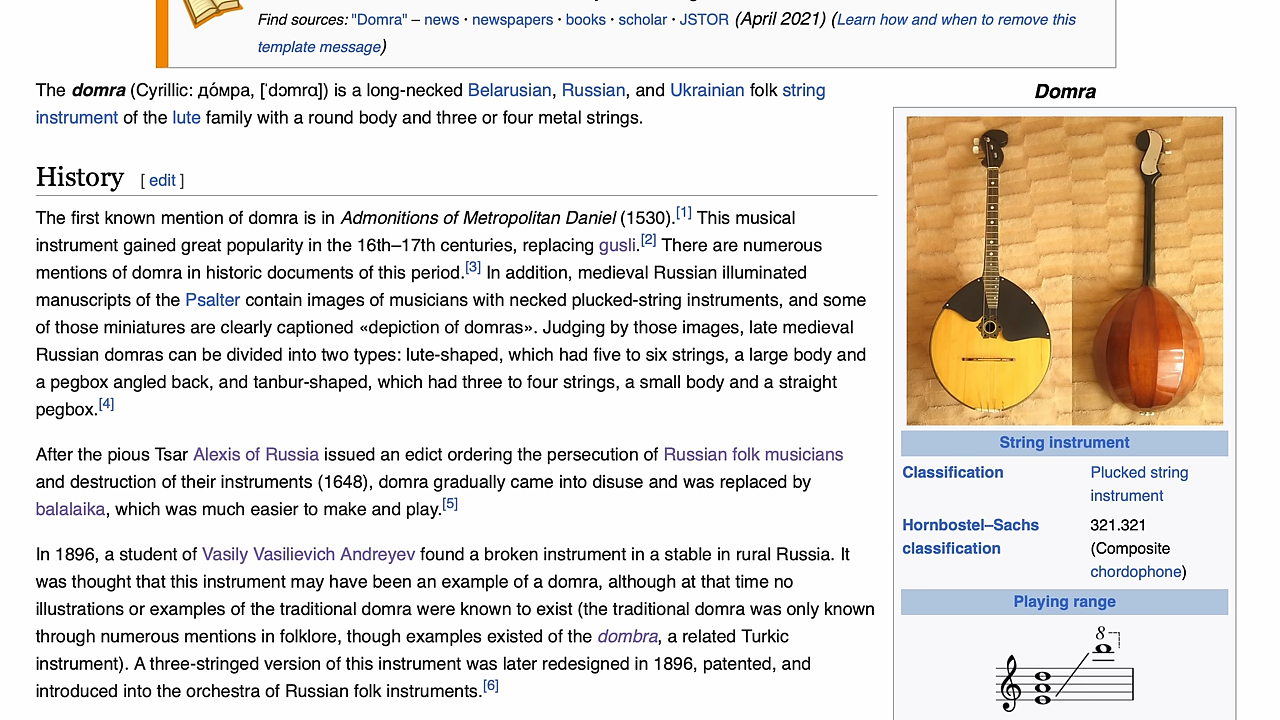 Find sources: "Domra" – news · newspapers · books · scholar · JSTOR (April 2021) (Learn how and when to remove this
template message)
The domra (Cyrillic: до́мра, [ˈdɔmrɑ]) is a long-necked Belarusian, Russian, and Ukrainian folk string
instrument of the lute family with a round body and three or four metal strings.
History [ edit ]
The first known mention of domra is in Admonitions of Metropolitan Daniel (1530).[1] This musical
instrument gained great popularity in the 16th–17th centuries, replacing gusli.[2] There are numerous
mentions of domra in historic documents of this period.[3] In addition, medieval Russian illuminated
manuscripts of the Psalter contain images of musicians with necked plucked-string instruments, and some
of those miniatures are clearly captioned «depiction of domras». Judging by those images, late medieval
Russian domras can be divided into two types: lute-shaped, which had five to six strings, a large body and
a pegbox angled back, and tanbur-shaped, which had three to four strings, a small body and a straight
pegbox.[4]
After the pious Tsar Alexis of Russia issued an edict ordering the persecution of Russian folk musicians
and destruction of their instruments (1648), domra gradually came into disuse and was replaced by
balalaika, which was much easier to make and play.[5]
In 1896, a student of Vasily Vasilievich Andreyev found a broken instrument in a stable in rural Russia. It
was thought that this instrument may have been an example of a domra, although at that time no
illustrations or examples of the traditional domra were known to exist (the traditional domra was only known
through numerous mentions in folklore, though examples existed of the dombra, a related Turkic
instrument). A three-stringed version of this instrument was later redesigned in 1896, patented, and
introduced into the orchestra of Russian folk instruments.[6]
Domra
String instrument
Classification Plucked string
instrument
Hornbostel–Sachs 321.321
classification (Composite
chordophone)
Playing range
8